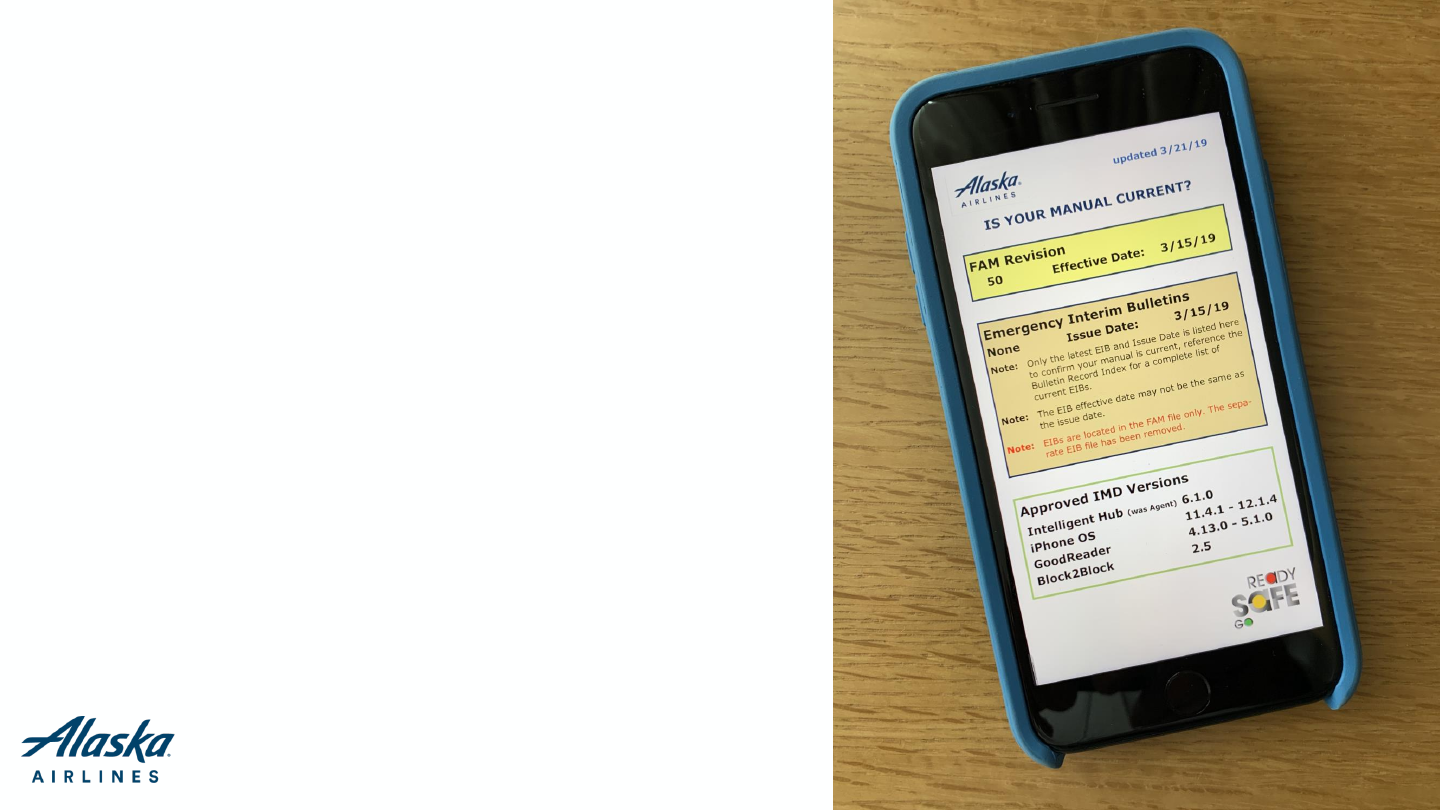 updated 3/21/19
Alaska
AIRLINES
IS YOUR MANUAL CURRENT?
FAM Revision
50 Effective Date: 3/15/19
Emergency Interim Bulletins
None Issue Date: 3/15/19
Note: Only the latest EIB and Issue Date is listed here
to confirm your manual is current, reference the
Bulletin Record Index for a complete list of
current EIBs.
Note: The EIB effective date may not be the same as
the issue date.
Note: EIBs are located in the FAM file only. The sepa-
rate EIB file has been removed.
Approved IMD Versions
Intelligent Hub (was Agent) 6.1.0
iPhone OS 11.4.1 - 12.1.4
GoodReader 4.13.0 - 5.1.0
Block2Block 2.5
READY
SAFE
GO
Alaska
AIRLINES